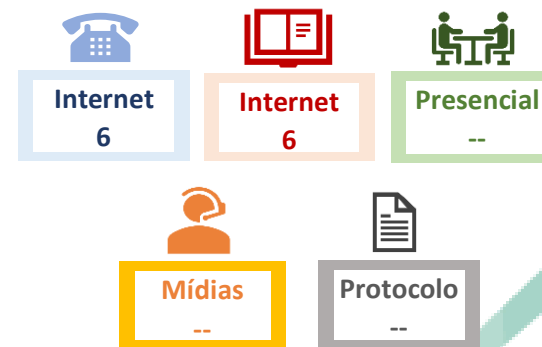 Internet
6
Internet
6
Presencial
--
Mídias
--
Protocolo
--